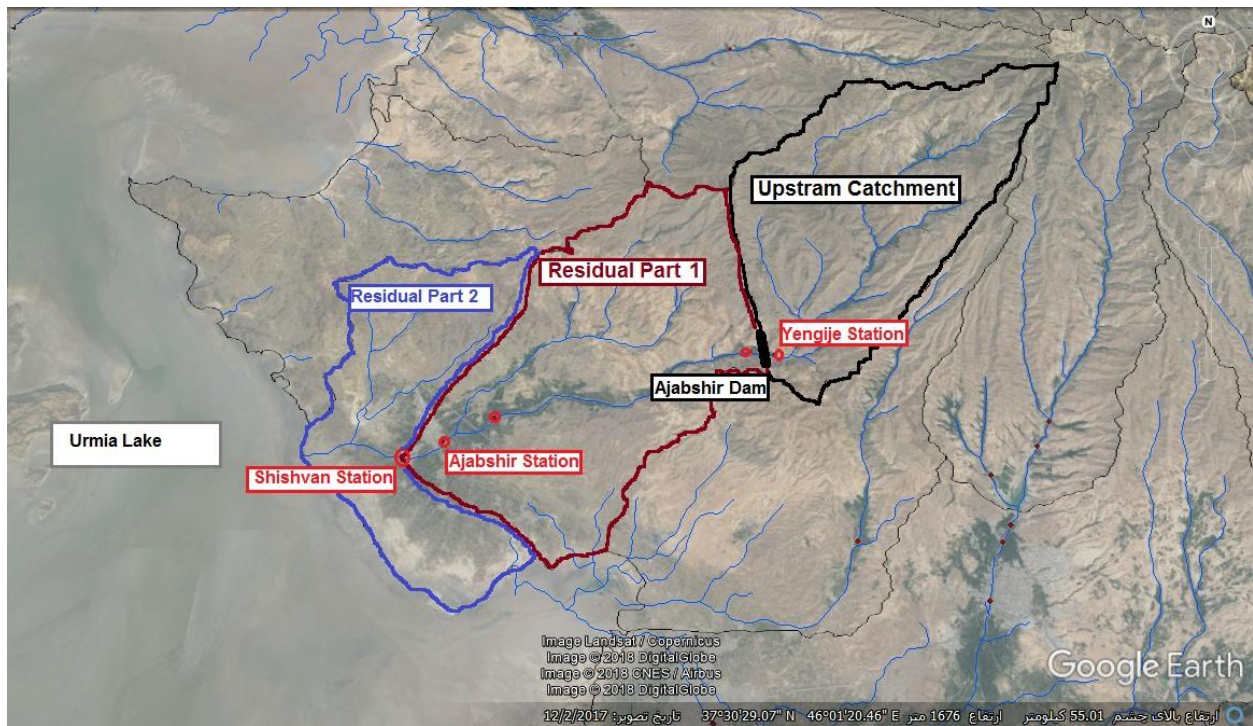 N
Upstram Catchment
Residual Part 1
Residual Part 2
Yengije Station
Ajabshir Dam
Urmia Lake
Ajabshir Station
Shishvan Station
Image Landsat / Copernicus
Image © 2018 DigitalGlobe
Image © 2018 CNES / Airbus
Image © 2018 DigitalGlobe
Google Earth
تاریخ تصویر: 12/2/2017 37°30'29.07" N 46°01'20.46" E ارتفاع 1676 متر ارتفاع بالای چشم 55.01 کیلومتر